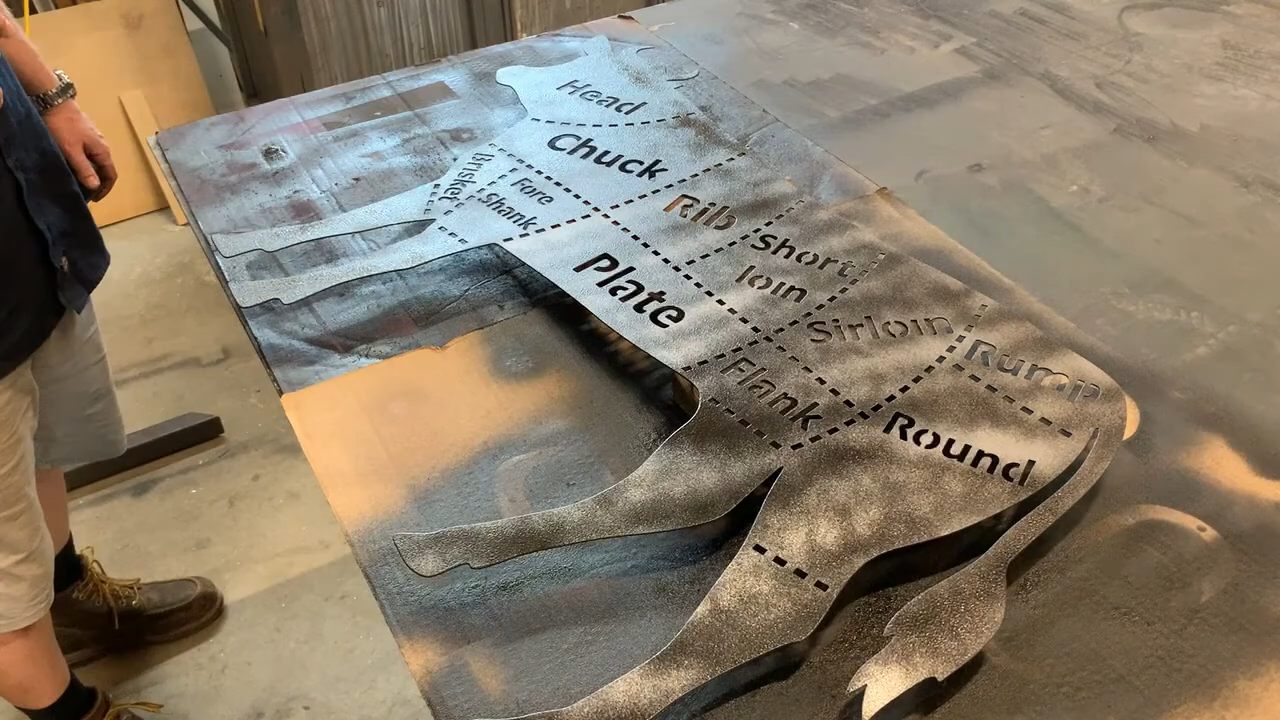 Head
Chuck
Brisket
Fore
Shank
Rib
Short
loin
Plate
Sirloin
Rump
Flank
Round